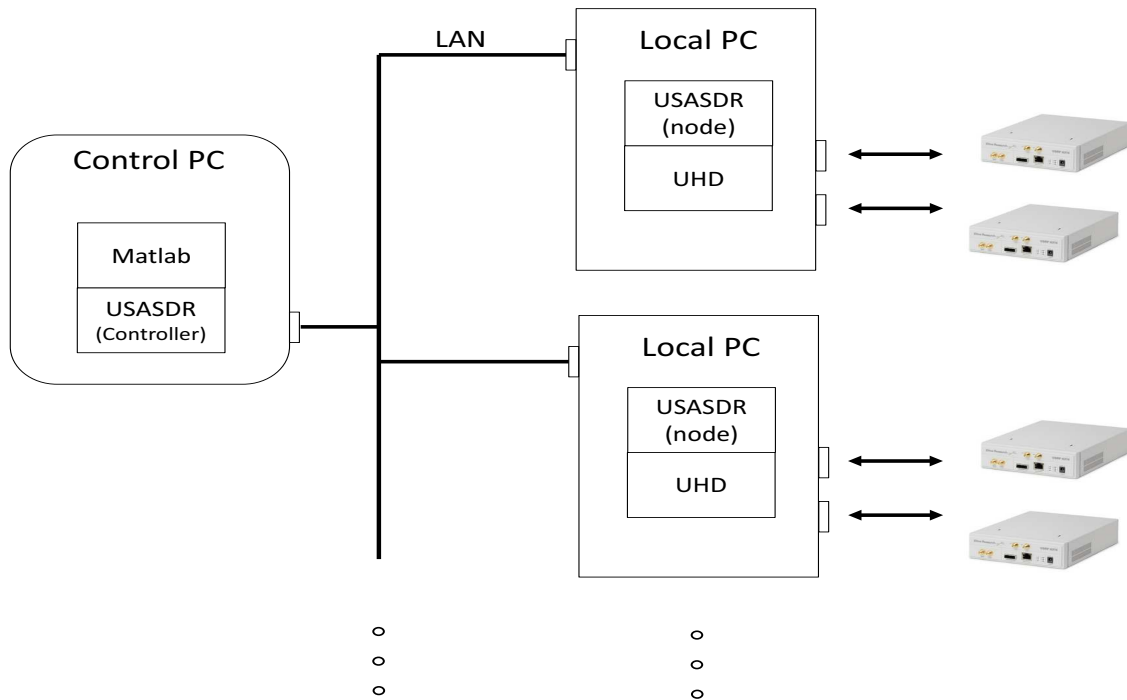 LAN
Control PC
Matlab
USASDR
(Controller)
Local PC
USASDR
(node)
UHD
Local PC
USASDR
(node)
UHD